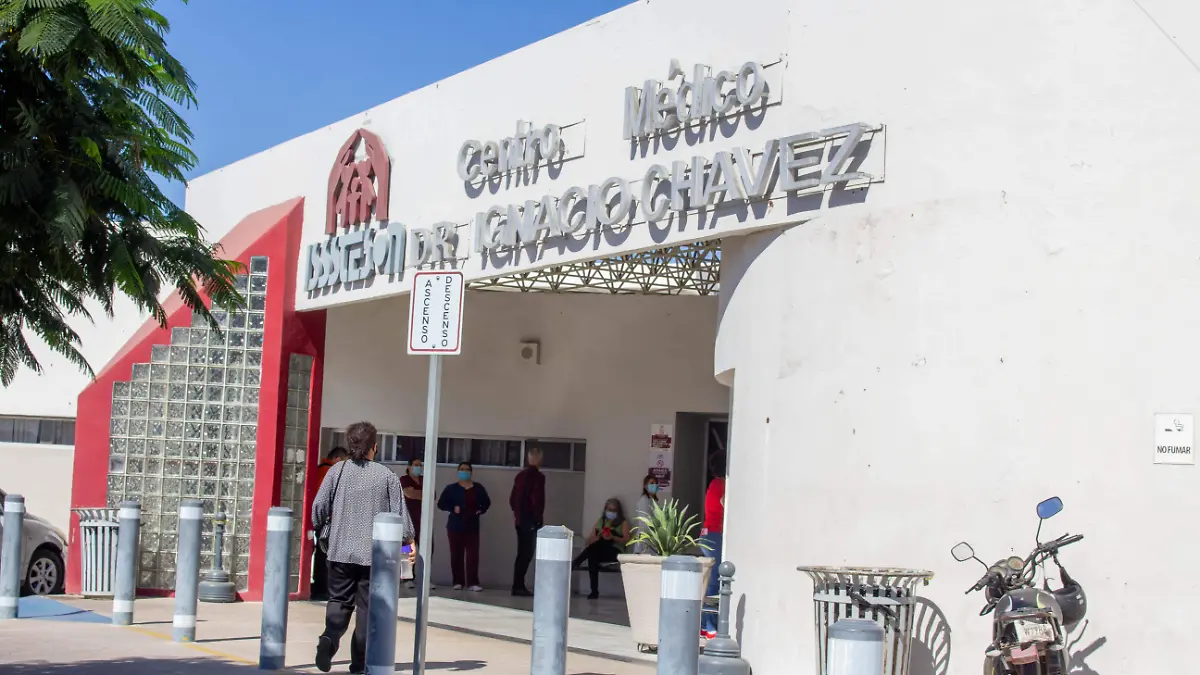 Centro Médico
ISSSTESON DR. IGNACIO CHAVEZ
ASCENSO
DESCENSO
NO FUMAR